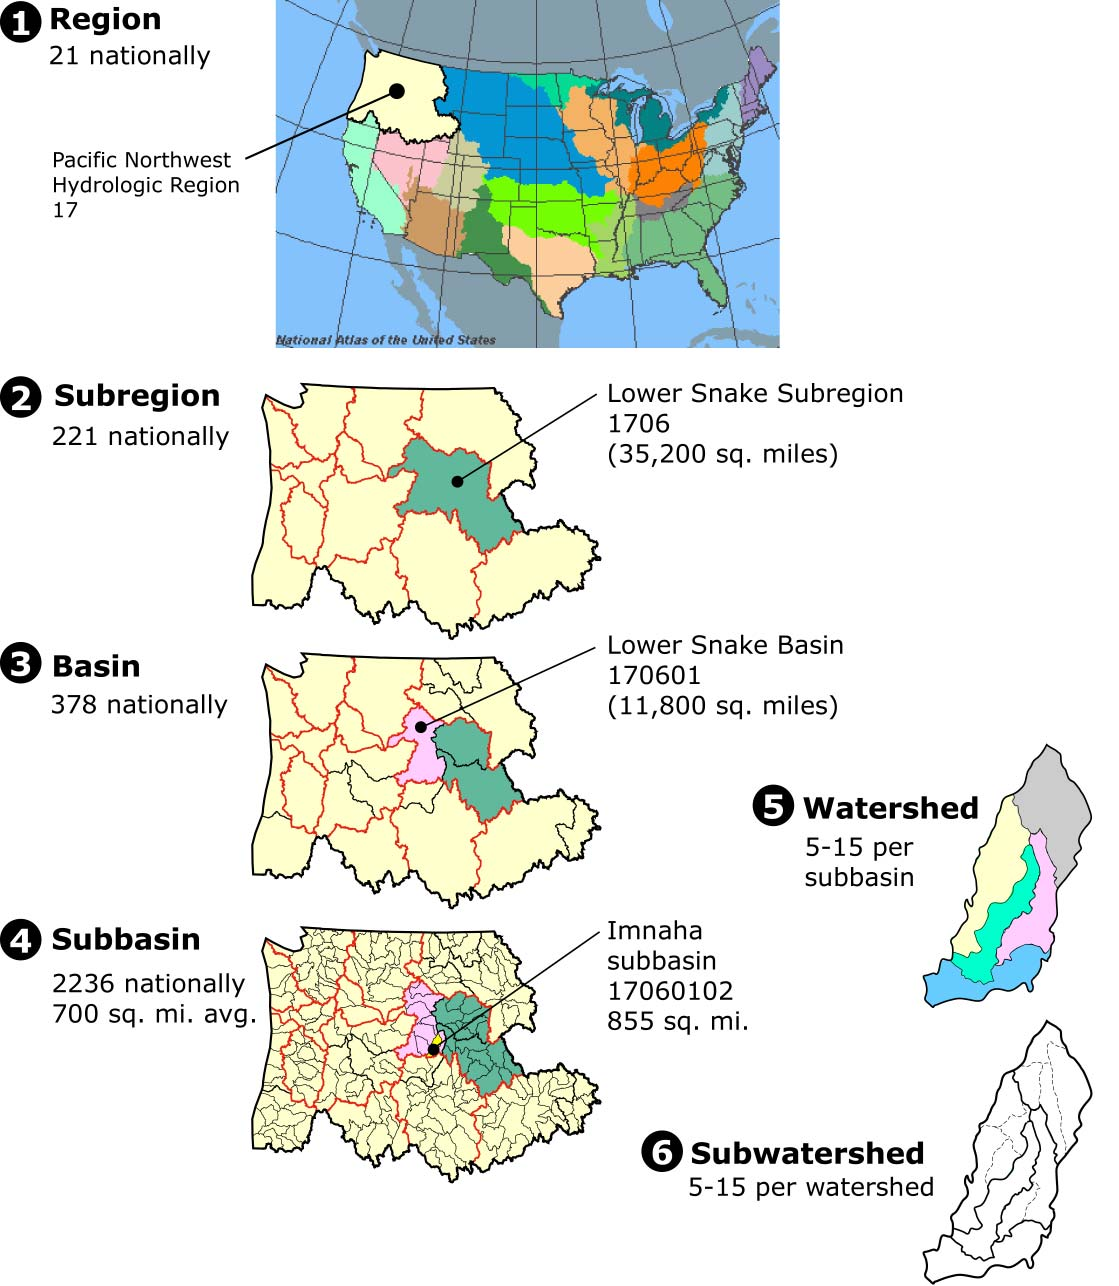 1 Region
21 nationally
Pacific Northwest
Hydrologic Region
17
National Atlas of the United States
2 Subregion
221 nationally
Lower Snake Subregion
1706
(35,200 sq. miles)
3 Basin
378 nationally
Lower Snake Basin
170601
(11,800 sq. miles)
4 Subbasin
2236 nationally
700 sq. mi. avg.
Imnaha
subbasin
17060102
855 sq. mi.
5 Watershed
5-15 per
subbasin
6 Subwatershed
5-15 per watershed